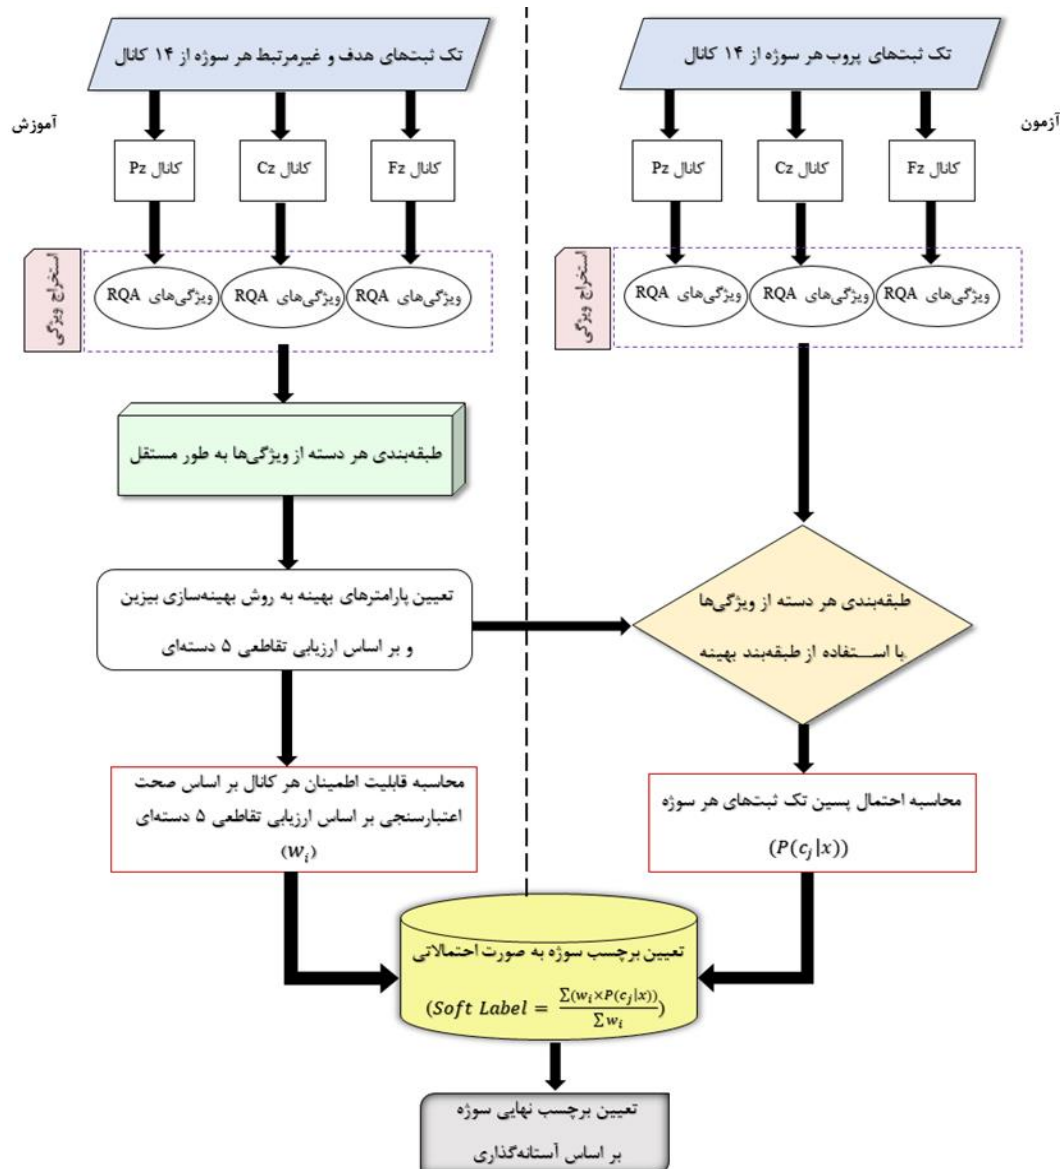 تک ثبت‌های هدف و غیرمرتبط هر سوژه از ۱۴ کانال
تک ثبت‌های پروب هر سوژه از ۱۴ کانال
آموزش
آزمون
کانال Pz
کانال Cz
کانال Fz
کانال Pz
کانال Cz
کانال Fz
استخراج ویژگی
ویژگی‌های RQA
ویژگی‌های RQA
ویژگی‌های RQA
استخراج ویژگی
ویژگی‌های RQA
ویژگی‌های RQA
ویژگی‌های RQA
طبقه‌بندی هر دسته از ویژگی‌ها به طور مستقل
تعیین پارامترهای بهینه به روش بهینه‌سازی بیزین
و بر اساس ارزیابی تقاطعی ۵ دسته‌ای
طبقه‌بندی هر دسته از ویژگی‌ها
با استفاده از طبقه‌بند بهینه
محاسبه قابلیت اطمینان هر کانال بر اساس صحت
اعتبارسنجی بر اساس ارزیابی تقاطعی ۵ دسته‌ای
(w_i)
محاسبه احتمال پسین تک ثبت‌های هر سوژه
(P(c_j|x))
تعیین برچسب سوژه به صورت احتمالاتی
(Soft Label = ∑(w_i×P(c_j|x)) / ∑w_i)
تعیین برچسب نهایی سوژه
بر اساس آستانه‌گذاری